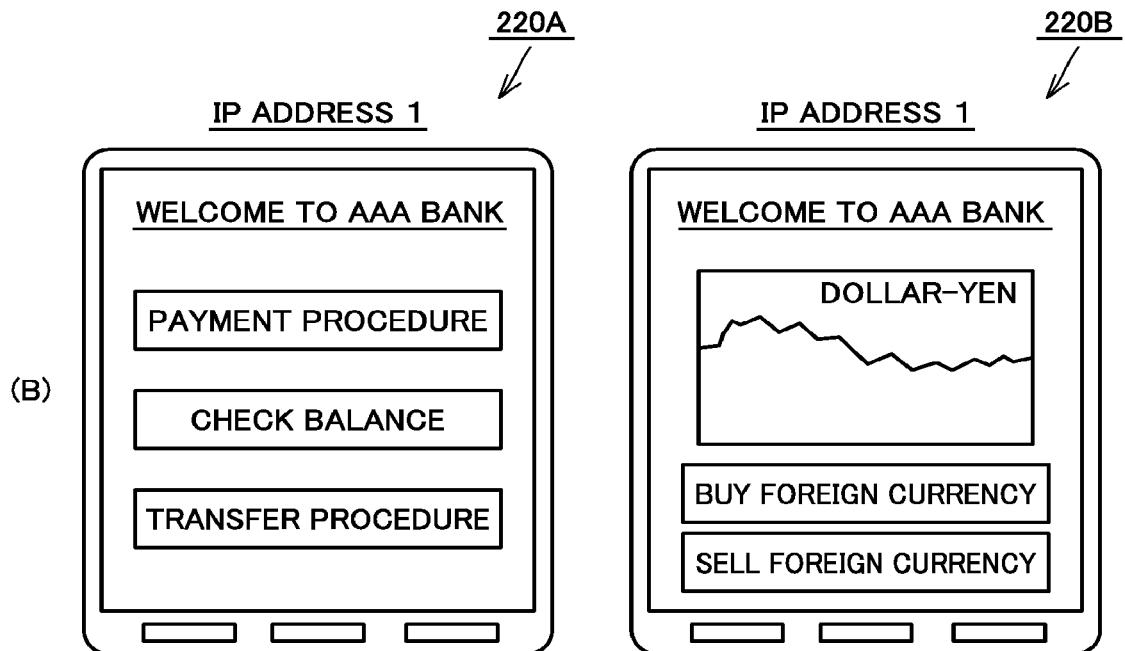 220A
IP ADDRESS 1
WELCOME TO AAA BANK
PAYMENT PROCEDURE
CHECK BALANCE
TRANSFER PROCEDURE
(B)
220B
IP ADDRESS 1
WELCOME TO AAA BANK
DOLLAR-YEN
BUY FOREIGN CURRENCY
SELL FOREIGN CURRENCY